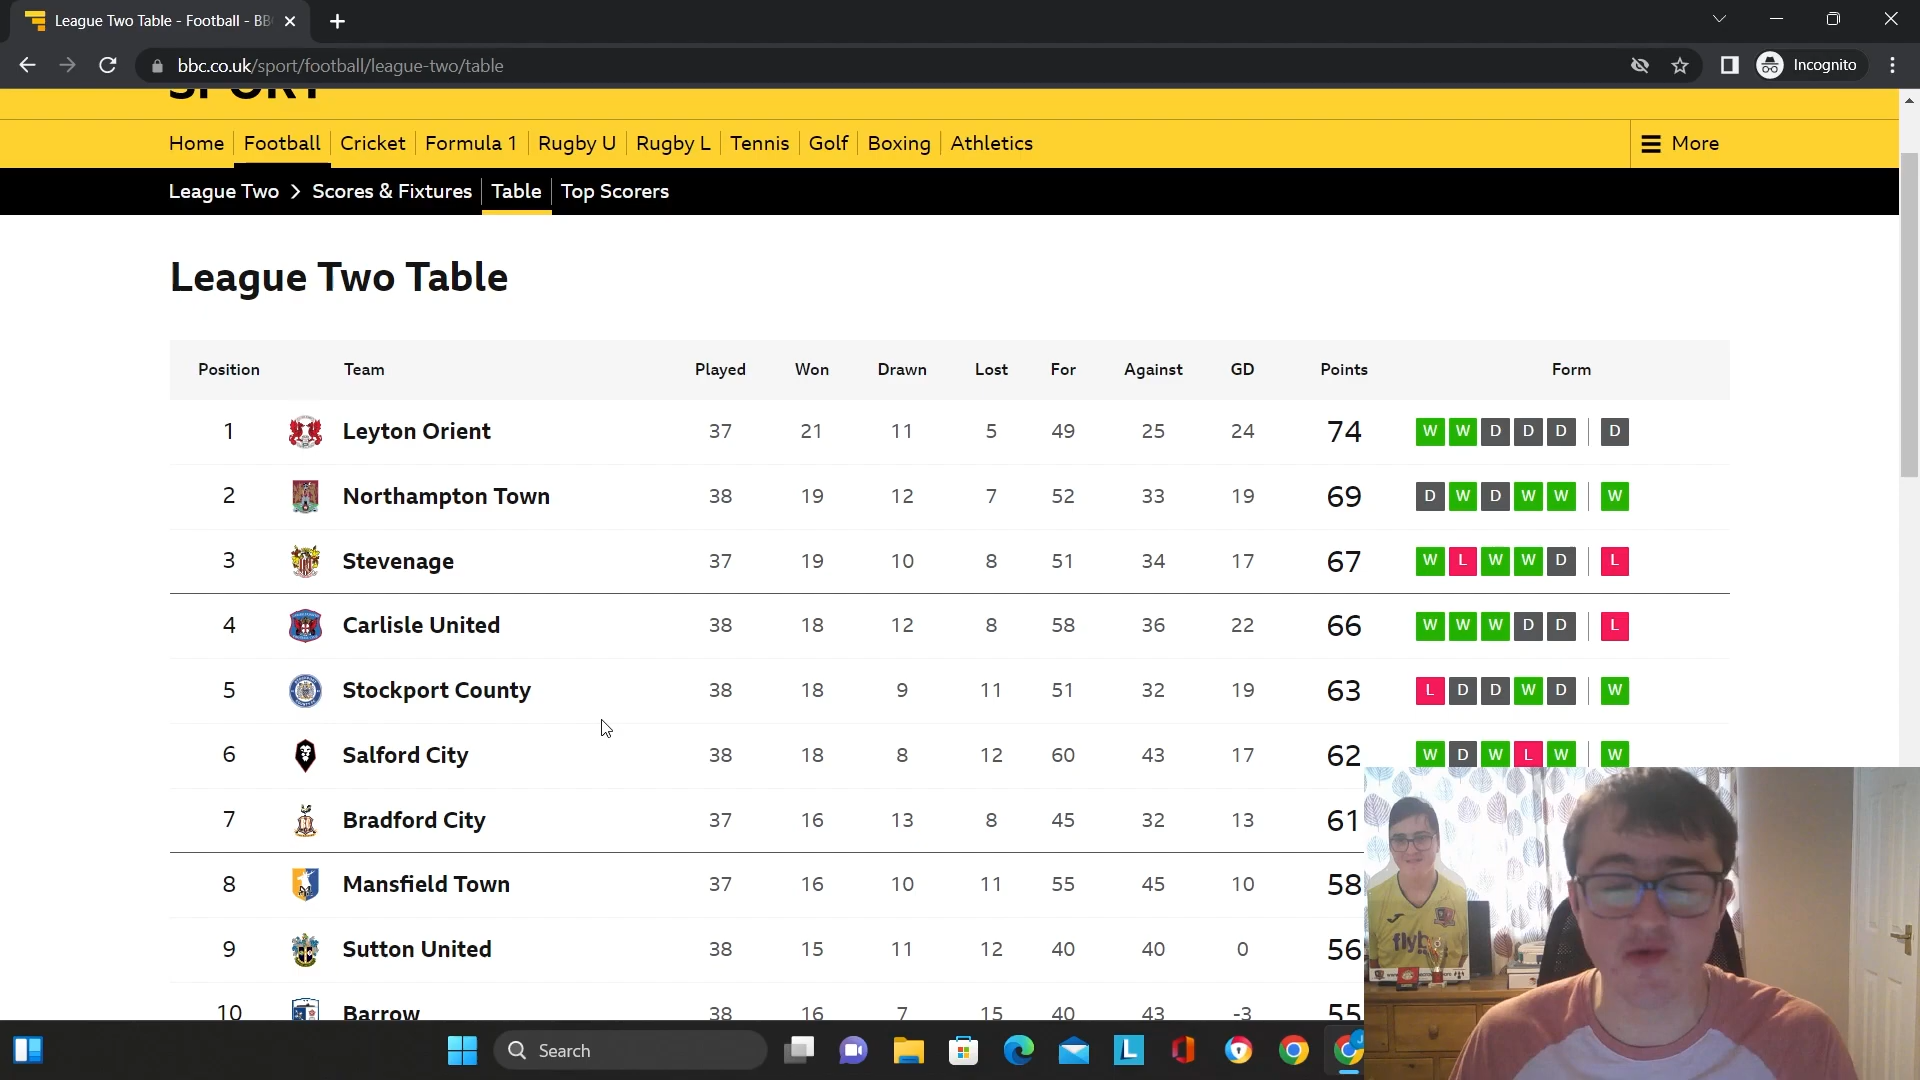 League Two Table - Football - BB
bbc.co.uk/sport/football/league-two/table
Incognito
SPORT
Home Football Cricket Formula 1 Rugby U Rugby L Tennis Golf Boxing Athletics More
League Two Scores & Fixtures Table Top Scorers
League Two Table
Position Team Played Won Drawn Lost For Against GD Points Form
1 Leyton Orient 37 21 11 5 49 25 24 74 W W D D D D
2 Northampton Town 38 19 12 7 52 33 19 69 D W D W W W
3 Stevenage 37 19 10 8 51 34 17 67 W L W W D L
4 Carlisle United 38 18 12 8 58 36 22 66 W W W D D L
5 Stockport County 38 18 9 11 51 32 19 63 L D D W D W
6 Salford City 38 18 8 12 60 43 17 62 W D W L W W
7 Bradford City 37 16 13 8 45 32 13 61
8 Mansfield Town 37 16 10 11 55 45 10 58
9 Sutton United 38 15 11 12 40 40 0 56
10 Barrow 38 16 7 15 40 43 -3 55
flyb
Search
L